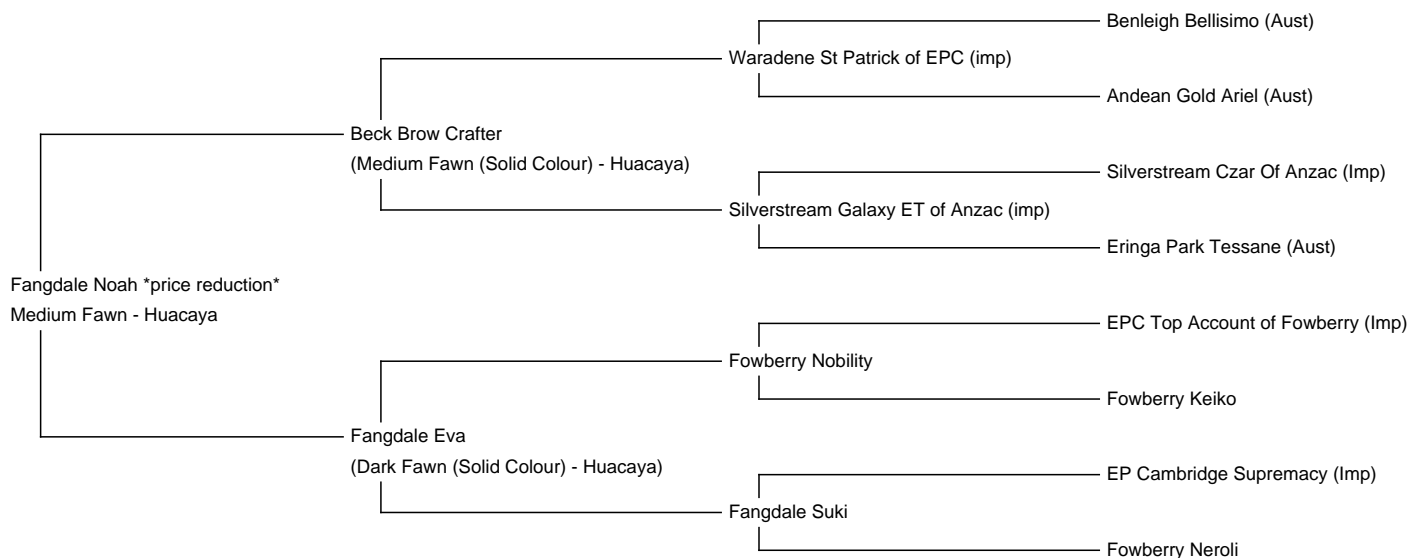 Benleigh Bellisimo (Aust)
Waradene St Patrick of EPC (imp)
Andean Gold Ariel (Aust)
Beck Brow Crafter
(Medium Fawn (Solid Colour) - Huacaya)
Silverstream Czar Of Anzac (Imp)
Silverstream Galaxy ET of Anzac (imp)
Eringa Park Tessane (Aust)
Fangdale Noah *price reduction*
Medium Fawn - Huacaya
EPC Top Account of Fowberry (Imp)
Fowberry Nobility
Fowberry Keiko
Fangdale Eva
(Dark Fawn (Solid Colour) - Huacaya)
EP Cambridge Supremacy (Imp)
Fangdale Suki
Fowberry Neroli